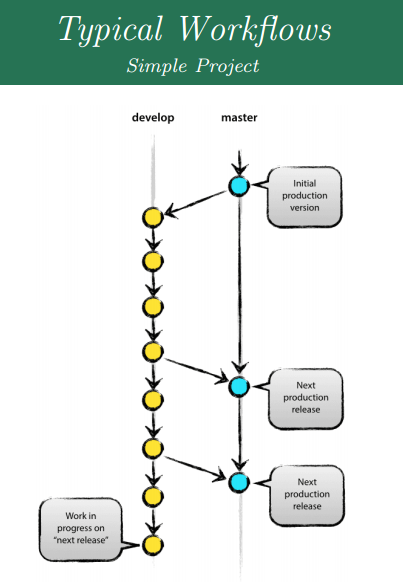 Typical Workflows
Simple Project
develop
master
Initial
production
version
Next
production
release
Next
production
release
Work in
progress on
“next release”